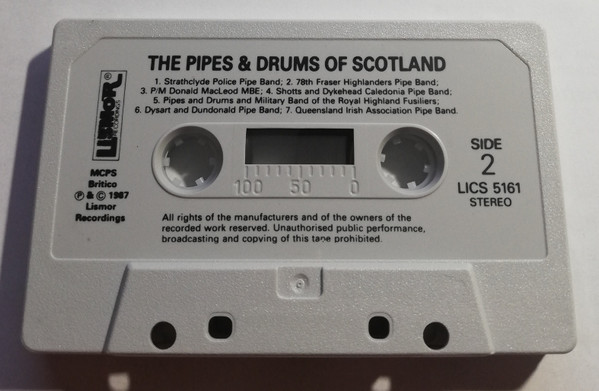 THE PIPES & DRUMS OF SCOTLAND
1. Strathclyde Police Pipe Band; 2. 78th Fraser Highlanders Pipe Band;
3. P/M Donald MacLeod MBE; 4. Shotts and Dykehead Caledonia Pipe Band;
5. Pipes and Drums and Military Band of the Royal Highland Fusiliers;
6. Dysart and Dundonald Pipe Band; 7. Queensland Irish Association Pipe Band.
LISMOR®
RECORDINGS
MCPS
Britico
℗ & © 1987
Lismor
Recordings
100 50 0
SIDE
2
LICS 5161
STEREO
All rights of the manufacturers and of the owners of the
recorded work reserved. Unauthorised public performance,
broadcasting and copying of this tape prohibited.